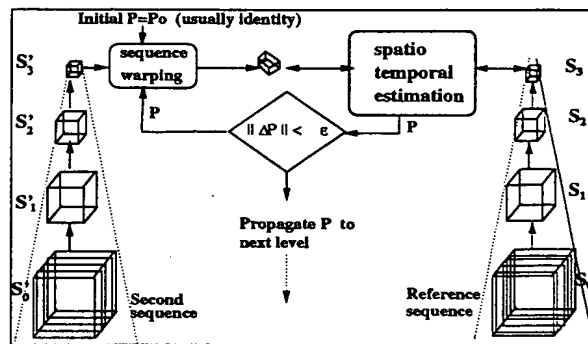 Initial P=Po (usually identity)
S'3
sequence
warping
spatio
temporal
estimation
S3
P
P
S'2
|| ΔP || < ε
S2
S'1
S1
Propagate P to
next level
S'0
Second
sequence
Reference
sequence
S